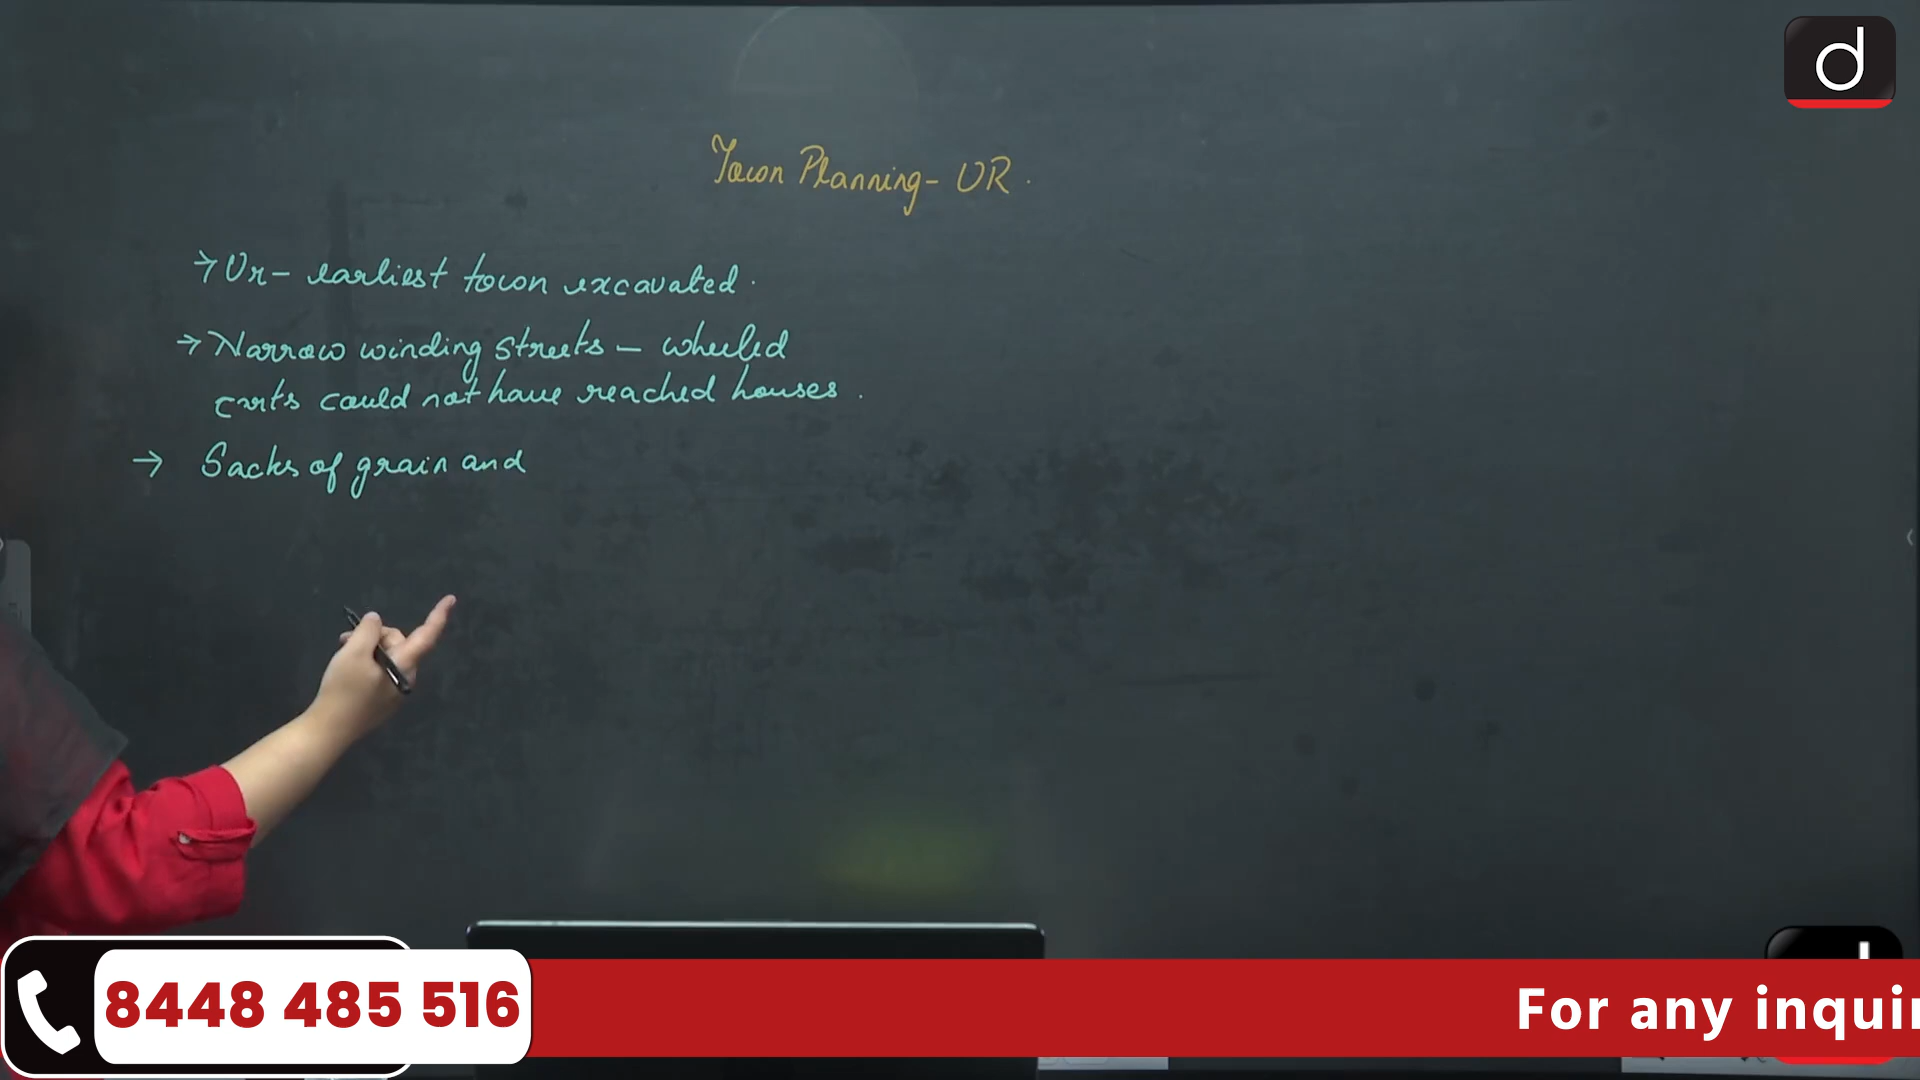 d
Town Planning- UR.
→ Ur- earliest town excavated.
→ Narrow winding streets - wheeled
carts could not have reached houses.
→ Sacks of grain and
8448 485 516
For any inquir